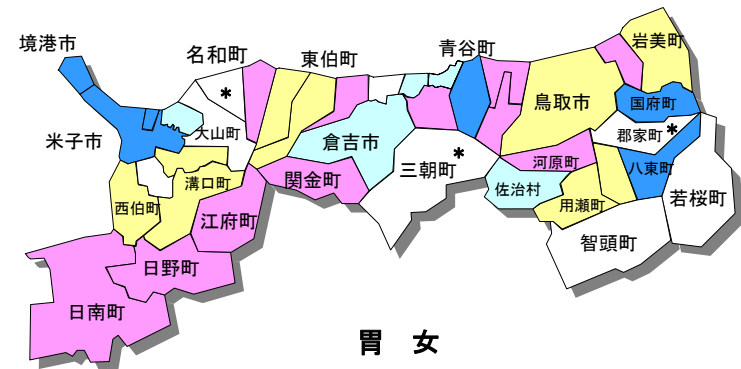 境港市
名和町
東伯町
青谷町
岩美町
*
米子市
大山町
倉吉市
鳥取市
国府町
郡家町*
*
三朝町
河原町
八東町
溝口町
関金町
佐治村
若桜町
西伯町
江府町
用瀬町
智頭町
日野町
日南町
胃 女